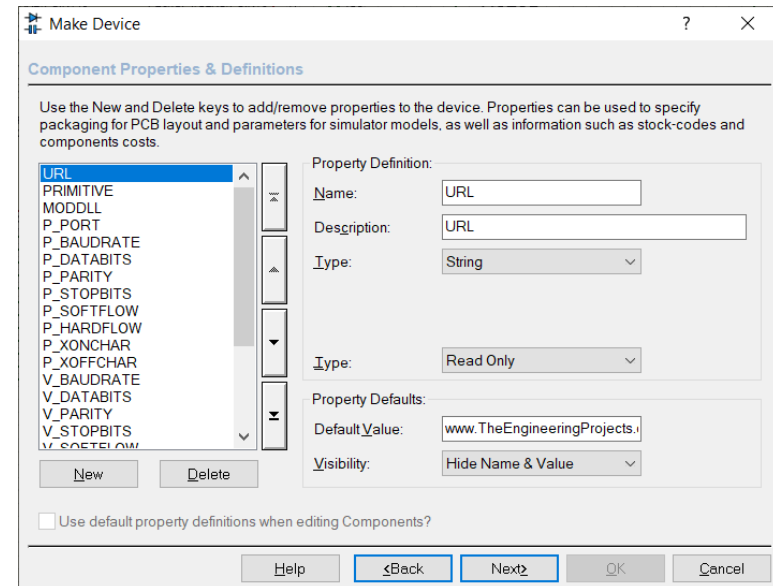 Make Device
?
Component Properties & Definitions
Use the New and Delete keys to add/remove properties to the device. Properties can be used to specify
packaging for PCB layout and parameters for simulator models, as well as information such as stock-codes and
components costs.
URL
PRIMITIVE
MODDLL
P_PORT
P_BAUDRATE
P_DATABITS
P_PARITY
P_STOPBITS
P_SOFTFLOW
P_HARDFLOW
P_XONCHAR
P_XOFFCHAR
V_BAUDRATE
V_DATABITS
V_PARITY
V_STOPBITS
V_SOFTFLOW
New
Delete
Property Definition:
Name:
URL
Description:
URL
Type:
String
Type:
Read Only
Property Defaults:
Default Value:
www.TheEngineeringProjects.
Visibility:
Hide Name & Value
Use default property definitions when editing Components?
Help
<Back
Next>
OK
Cancel